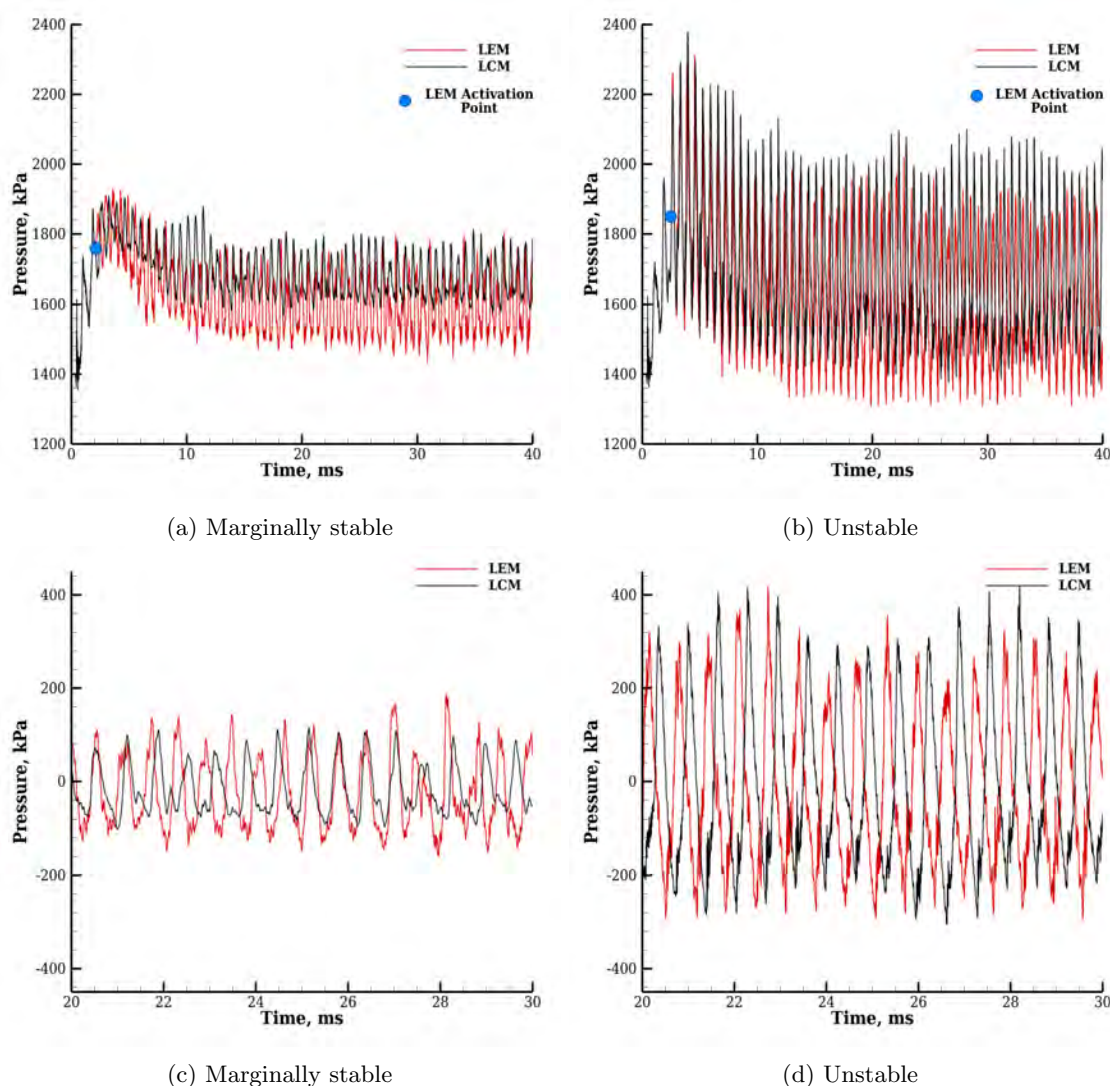 2400
2200
2000
1800
1600
1400
1200
Pressure, kPa
0
10
20
30
40
Time, ms
LEM
LCM
LEM Activation
Point
(a) Marginally stable
2400
2200
2000
1800
1600
1400
1200
Pressure, kPa
0
10
20
30
40
Time, ms
LEM
LCM
LEM Activation
Point
(b) Unstable
400
200
0
-200
-400
Pressure, kPa
20
22
24
26
28
30
Time, ms
LEM
LCM
(c) Marginally stable
400
200
0
-200
-400
Pressure, kPa
20
22
24
26
28
30
Time, ms
LEM
LCM
(d) Unstable